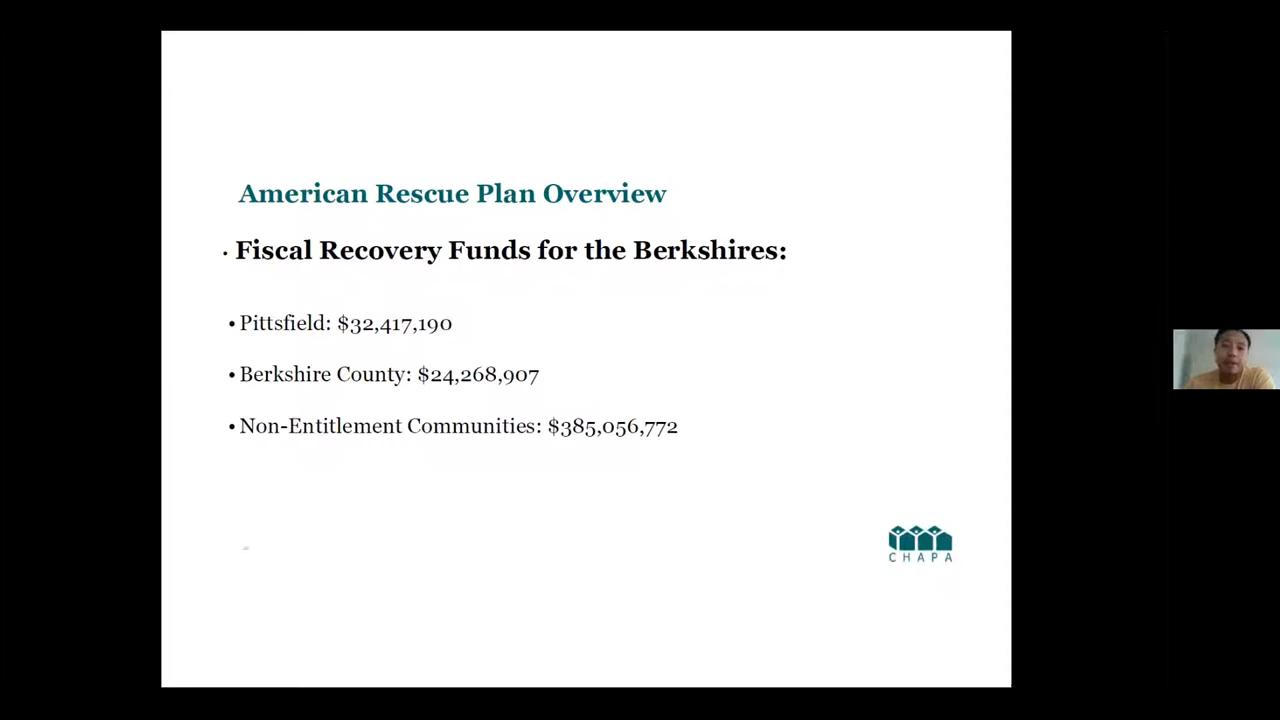 American Rescue Plan Overview
· Fiscal Recovery Funds for the Berkshires:
• Pittsfield: $32,417,190
• Berkshire County: $24,268,907
• Non-Entitlement Communities: $385,056,772
CHAPA